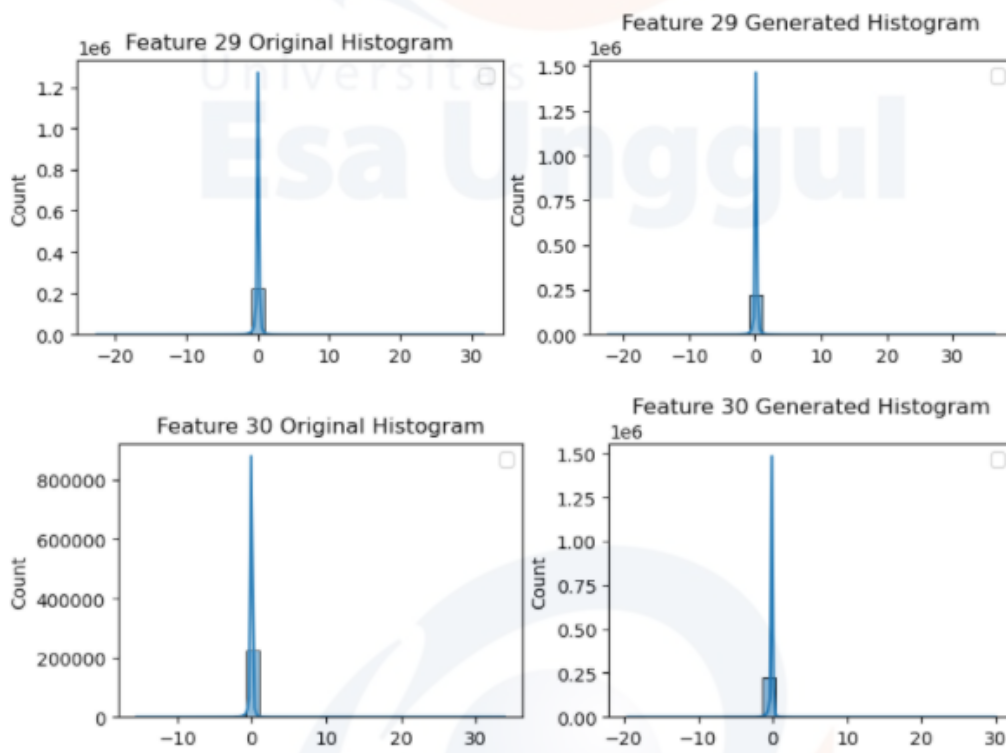 Feature 29 Original Histogram
1e6
Universitas
Esa Unggul
Count
1.2
1.0
0.8
0.6
0.4
0.2
0.0
−20 −10 0 10 20 30
Feature 29 Generated Histogram
1e6
Count
1.50
1.25
1.00
0.75
0.50
0.25
0.00
−20 −10 0 10 20 30
Feature 30 Original Histogram
Count
800000
600000
400000
200000
0
−10 0 10 20 30
Feature 30 Generated Histogram
1e6
Count
1.50
1.25
1.00
0.75
0.50
0.25
0.00
−20 −10 0 10 20 30